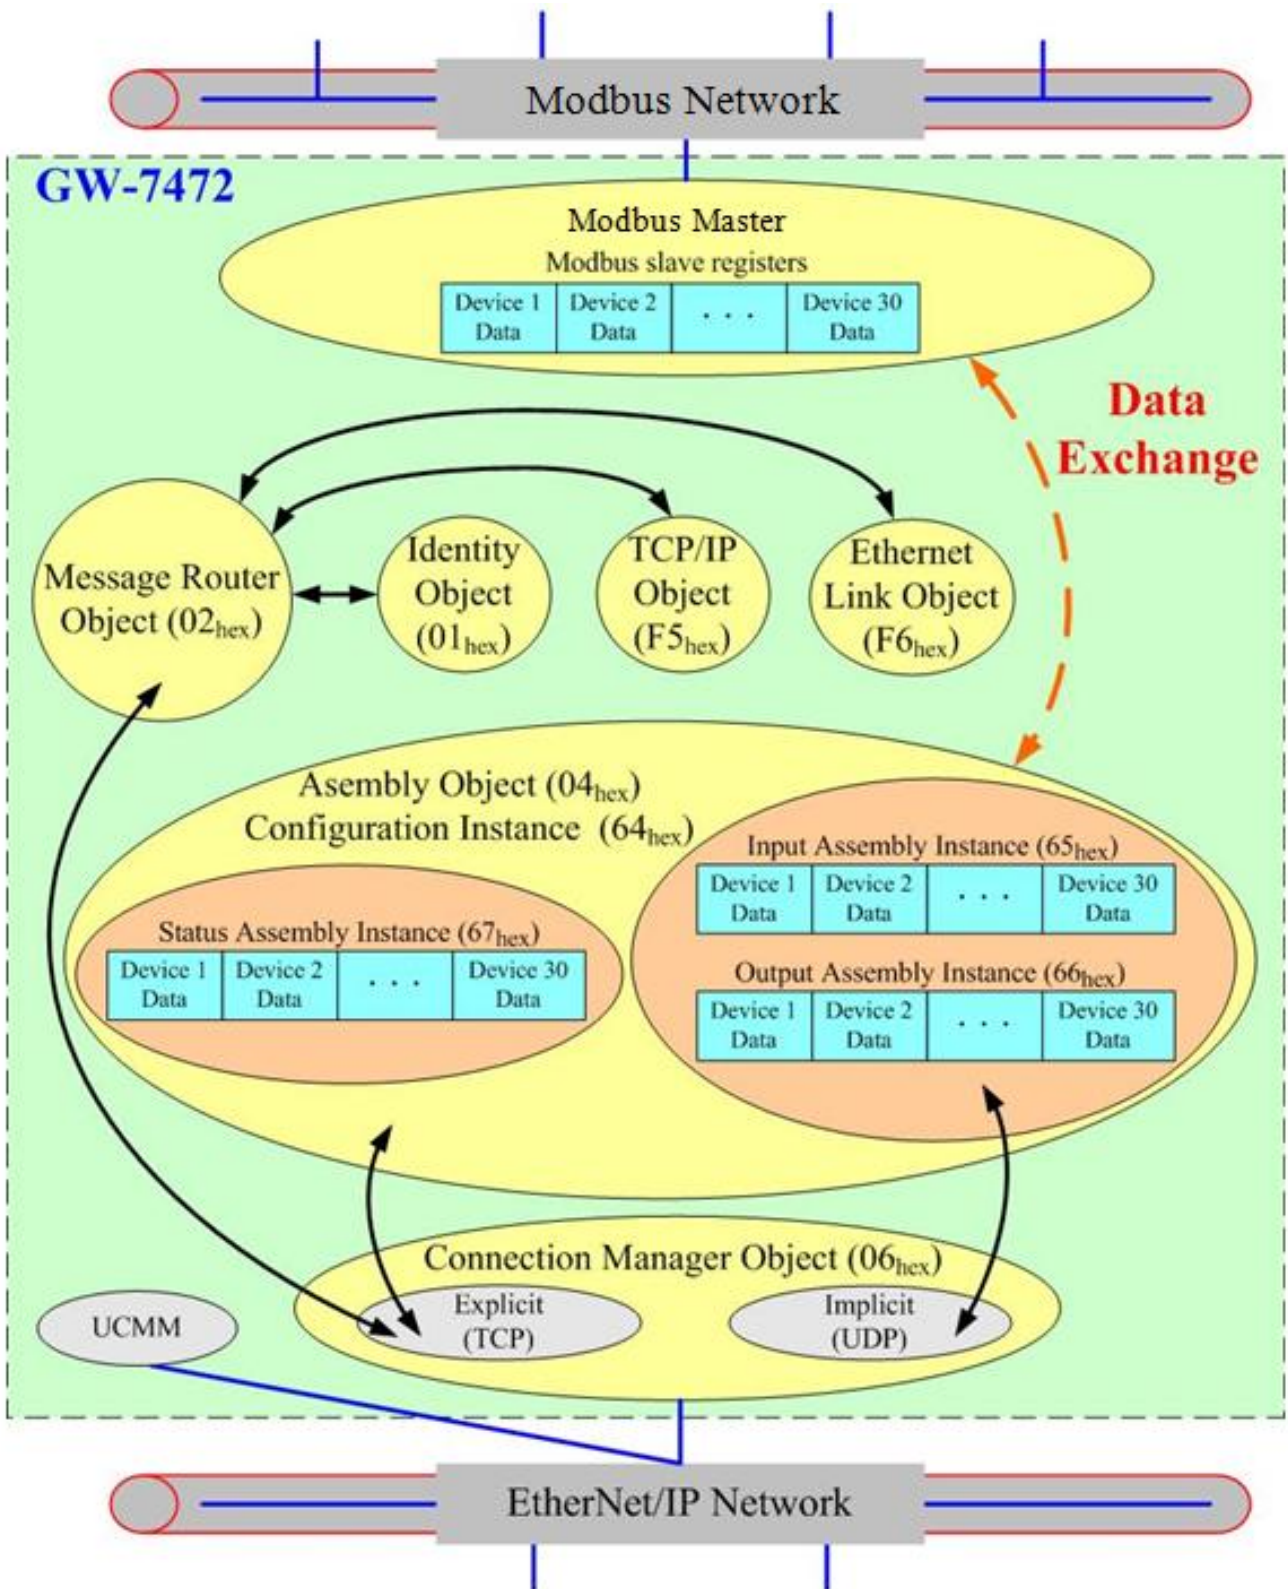 Modbus Network
GW-7472
Modbus Master
Modbus slave registers
Device 1 Data
Device 2 Data
. . .
Device 30 Data
Data
Exchange
Message Router
Object (02hex)
Identity
Object
(01hex)
TCP/IP
Object
(F5hex)
Ethernet
Link Object
(F6hex)
Asembly Object (04hex)
Configuration Instance (64hex)
Input Assembly Instance (65hex)
Device 1 Data
Device 2 Data
. . .
Device 30 Data
Status Assembly Instance (67hex)
Device 1 Data
Device 2 Data
. . .
Device 30 Data
Output Assembly Instance (66hex)
Device 1 Data
Device 2 Data
. . .
Device 30 Data
Connection Manager Object (06hex)
UCMM
Explicit
(TCP)
Implicit
(UDP)
EtherNet/IP Network